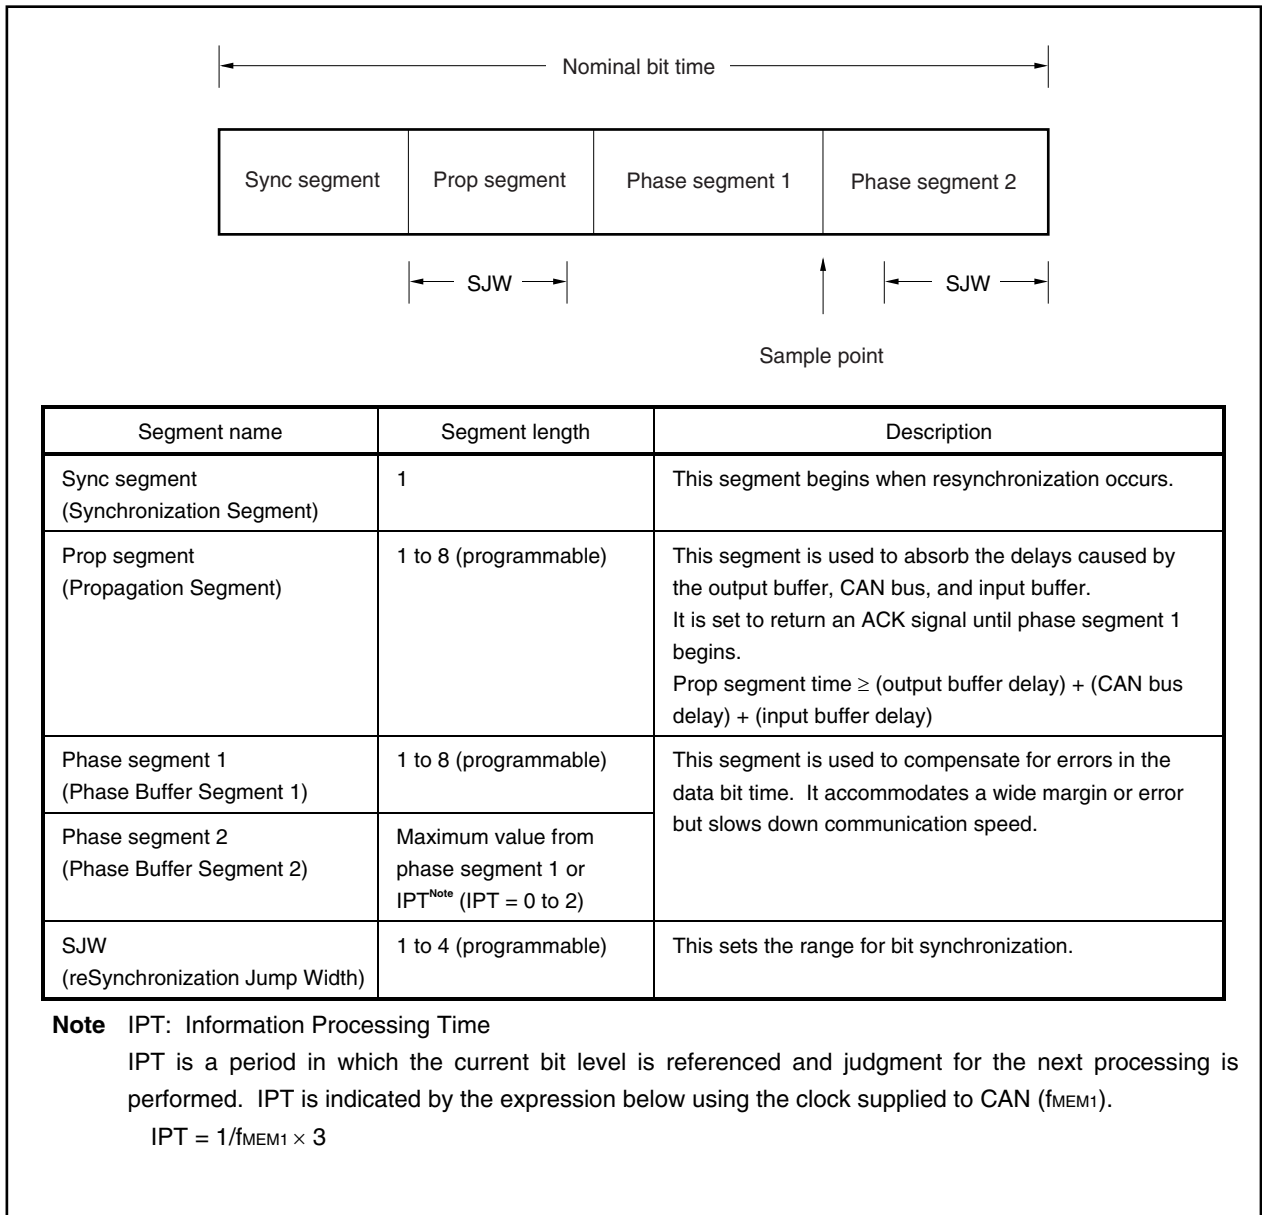 Nominal bit time
Sync segment
Prop segment
Phase segment 1
Phase segment 2
SJW
SJW
Sample point
Segment name
Segment length
Description
Sync segment
(Synchronization Segment)
1
This segment begins when resynchronization occurs.
Prop segment
(Propagation Segment)
1 to 8 (programmable)
This segment is used to absorb the delays caused by
the output buffer, CAN bus, and input buffer.
It is set to return an ACK signal until phase segment 1
begins.
Prop segment time ≥ (output buffer delay) + (CAN bus
delay) + (input buffer delay)
Phase segment 1
(Phase Buffer Segment 1)
1 to 8 (programmable)
This segment is used to compensate for errors in the
data bit time. It accommodates a wide margin or error
but slows down communication speed.
Phase segment 2
(Phase Buffer Segment 2)
Maximum value from
phase segment 1 or
IPTNote (IPT = 0 to 2)
SJW
(reSynchronization Jump Width)
1 to 4 (programmable)
This sets the range for bit synchronization.
Note IPT: Information Processing Time
IPT is a period in which the current bit level is referenced and judgment for the next processing is
performed. IPT is indicated by the expression below using the clock supplied to CAN (fMEM1).
IPT = 1/fMEM1 × 3